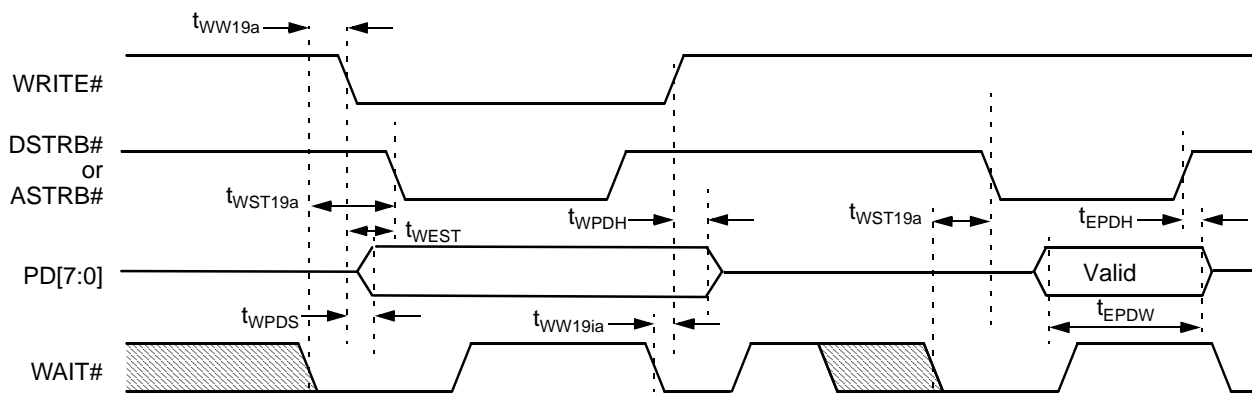 tWW19a
WRITE#
DSTRB#
or
ASTRB#
tWST19a
tWPDH
tWST19a
tEPDH
tWEST
PD[7:0]
Valid
tWPDS
tWW19ia
tEPDW
WAIT#